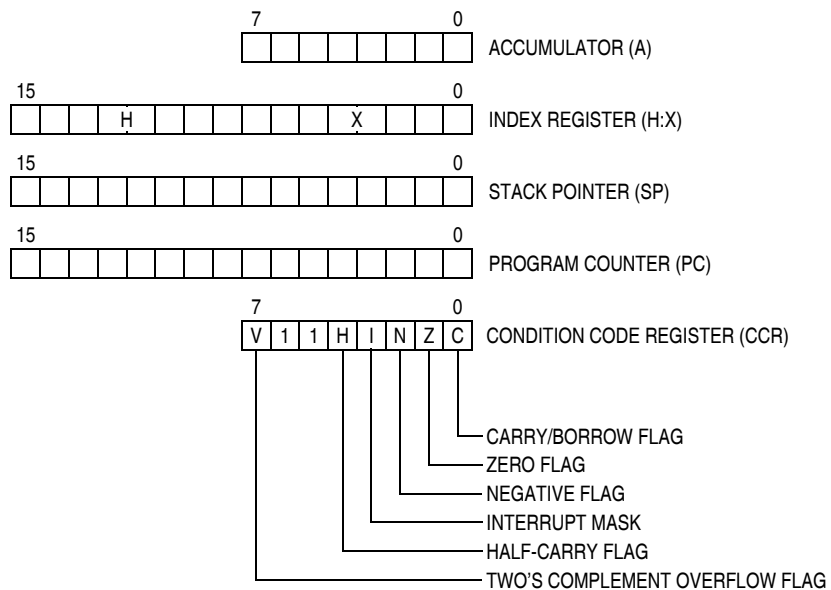 7 0
ACCUMULATOR (A)
15 0
H X INDEX REGISTER (H:X)
15 0
STACK POINTER (SP)
15 0
PROGRAM COUNTER (PC)
7 0
V 1 1 H I N Z C CONDITION CODE REGISTER (CCR)
CARRY/BORROW FLAG
ZERO FLAG
NEGATIVE FLAG
INTERRUPT MASK
HALF-CARRY FLAG
TWO'S COMPLEMENT OVERFLOW FLAG